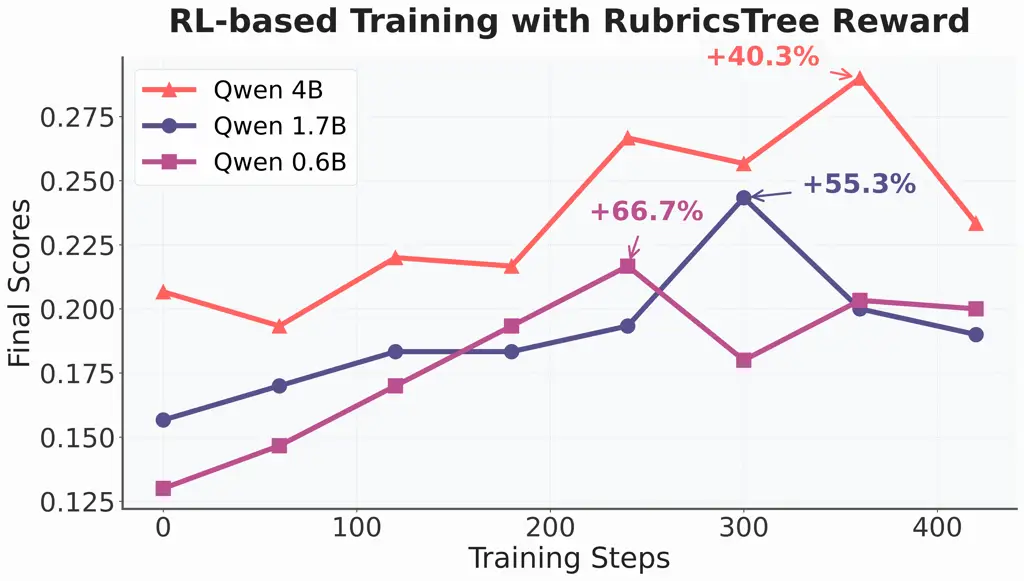 RL-based Training with RubricsTree Reward
+40.3%
Qwen 4B
Qwen 1.7B
Qwen 0.6B
+55.3%
+66.7%
Final Scores
0.275
0.250
0.225
0.200
0.175
0.150
0.125
0 100 200 300 400
Training Steps